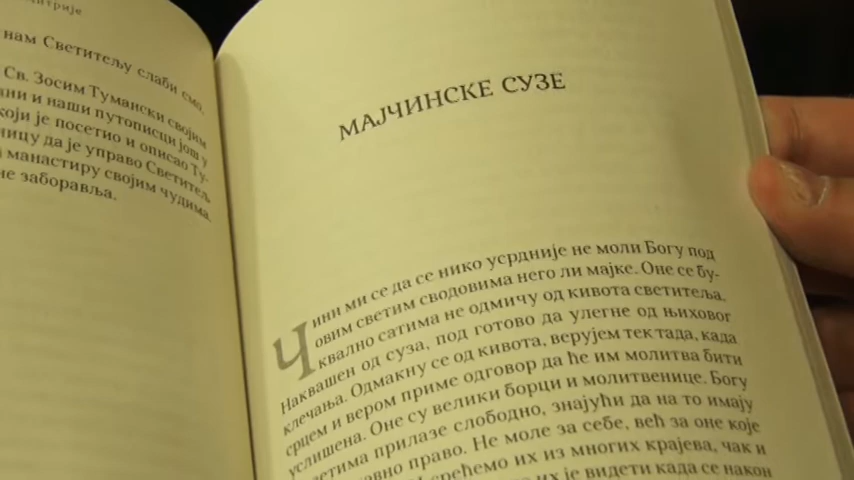 нам Светитељу слаби смо.
Св. Зосим Тумански својим
ни и наши путописци још у
који је посетио и описао Ту-
ницу да је управо Светитељ
манастиру својим чудима.
не заборавља.
МАЈЧИНСКЕ СУЗЕ
Чини ми се да се нико усрдније не моли Богу под
овим светим сводовима него ли мајке. Оне се бу-
квално сатима не одмичу од кивота светитеља.
Наквашен од суза, под готово да улегне од њиховог
клечања. Одмакну се од кивота, верујем тек тада, када
срцем и вером приме одговор да ће им молитва бити
услишена. Оне су велики борци и молитвенице. Богу
прилазе слободно, знајући да на то имају
право. Не моле за себе, већ за оне које
срећемо их из многих крајева, чак и
их је видети када се након